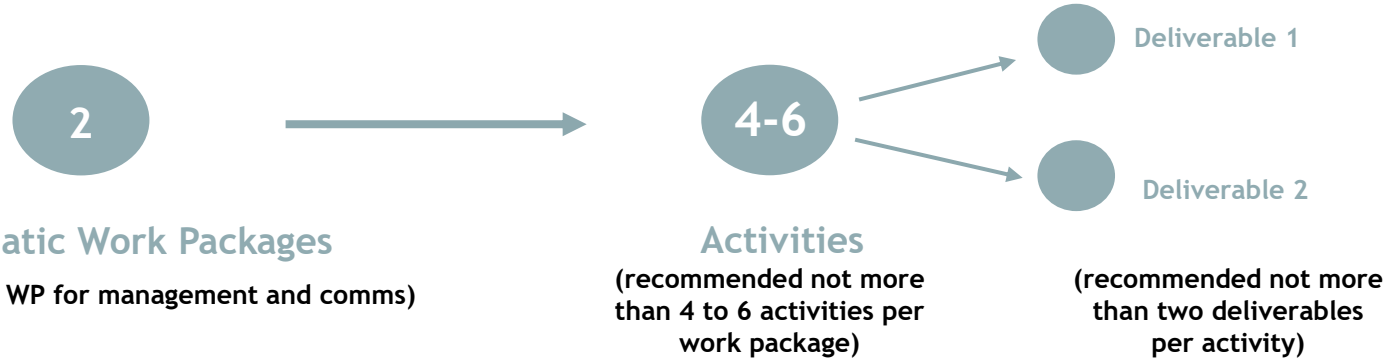 2
atic Work Packages
WP for management and comms)
4-6
Activities
(recommended not more
than 4 to 6 activities per
work package)
Deliverable 1
Deliverable 2
(recommended not more
than two deliverables
per activity)